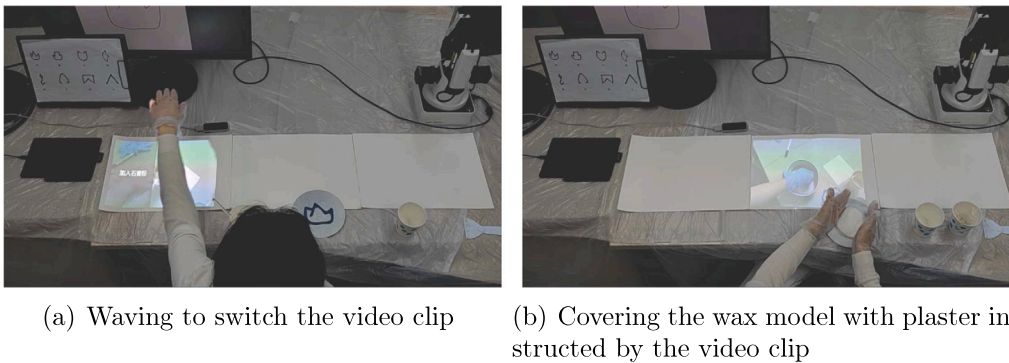 加入石膏粉
(a) Waving to switch the video clip
(b) Covering the wax model with plaster in
structed by the video clip